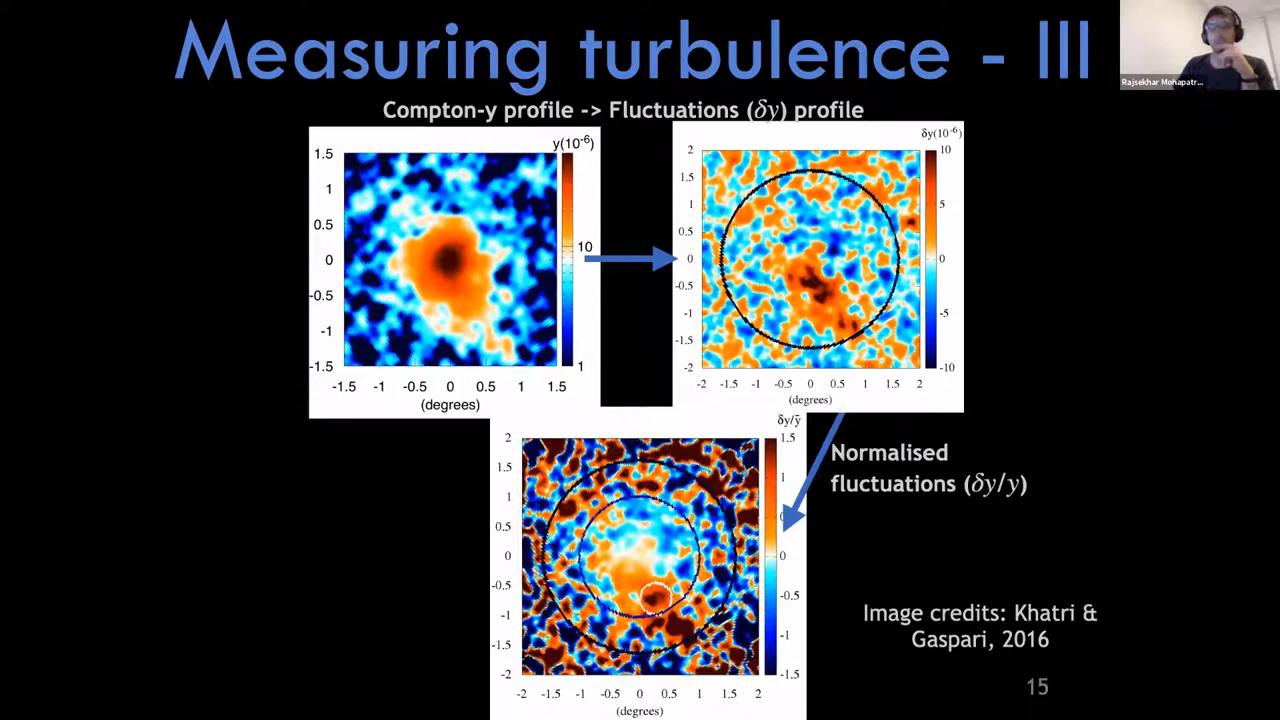 Measuring turbulence - III
Rajsekhar Mohapatr...
Compton-y profile -> Fluctuations (δy) profile
y(10-6)
1.5
1
0.5
0
-0.5
-1
-1.5
10
1
-1.5 -1 -0.5 0 0.5 1 1.5
(degrees)
δy(10-6)
2
1.5
1
0.5
0
-0.5
-1
-1.5
-2
10
5
0
-5
-10
-2 -1.5 -1 -0.5 0 0.5 1 1.5 2
(degrees)
δy/ȳ
2
1.5
1
0.5
0
-0.5
-1
-1.5
-2
1.5
1
0
-0.5
-1
-1.5
-2 -1.5 -1 -0.5 0 0.5 1 1.5 2
(degrees)
Normalised
fluctuations (δy/y)
Image credits: Khatri &
Gaspari, 2016
15